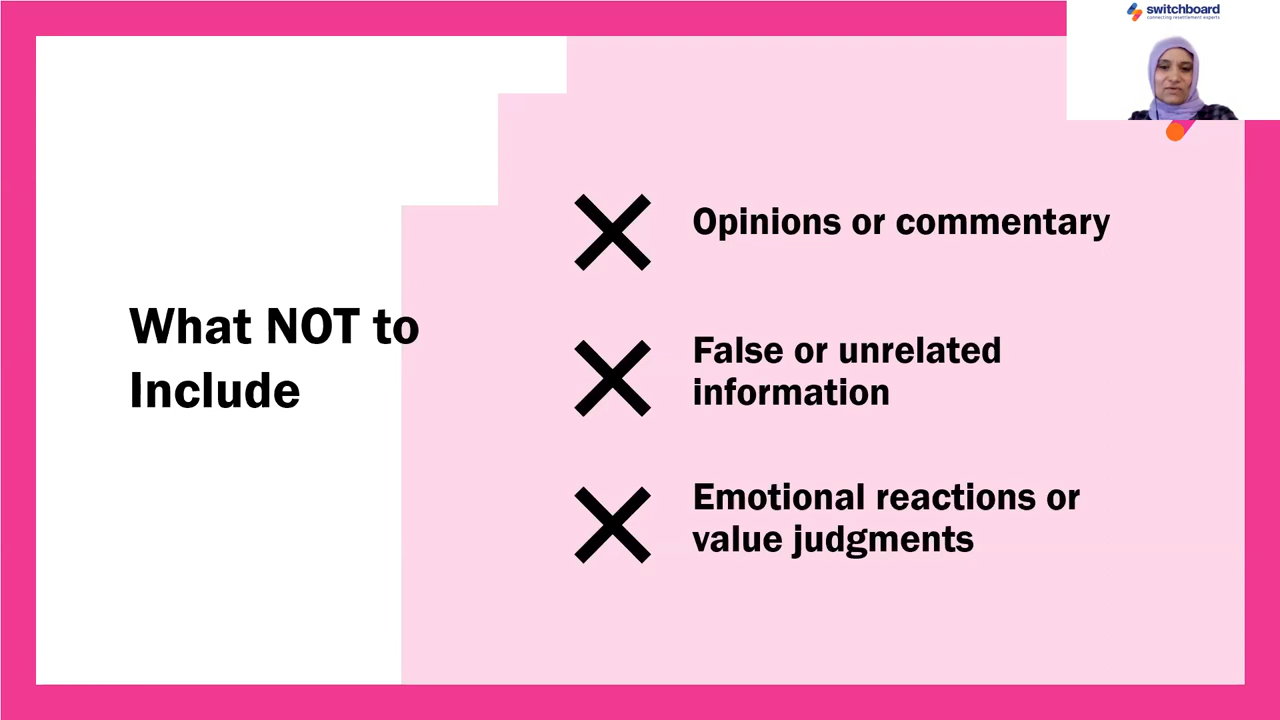 switchboard
connecting resettlement experts
What NOT to
Include
Opinions or commentary
False or unrelated
information
Emotional reactions or
value judgments